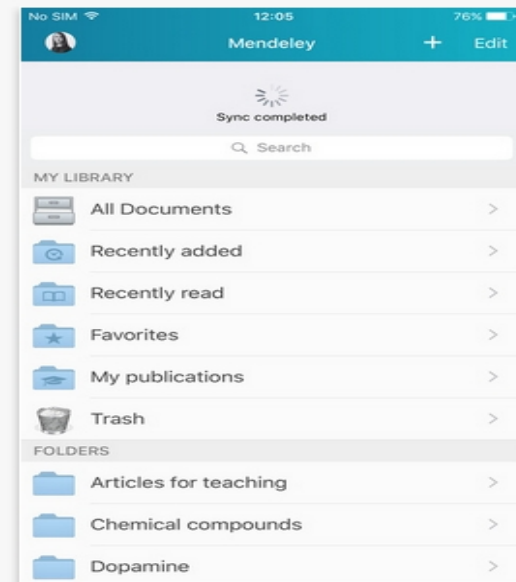 No SIM 12:05 76%
Mendeley + Edit
Sync completed
Search
MY LIBRARY
All Documents
Recently added
Recently read
Favorites
My publications
Trash
FOLDERS
Articles for teaching
Chemical compounds
Dopamine